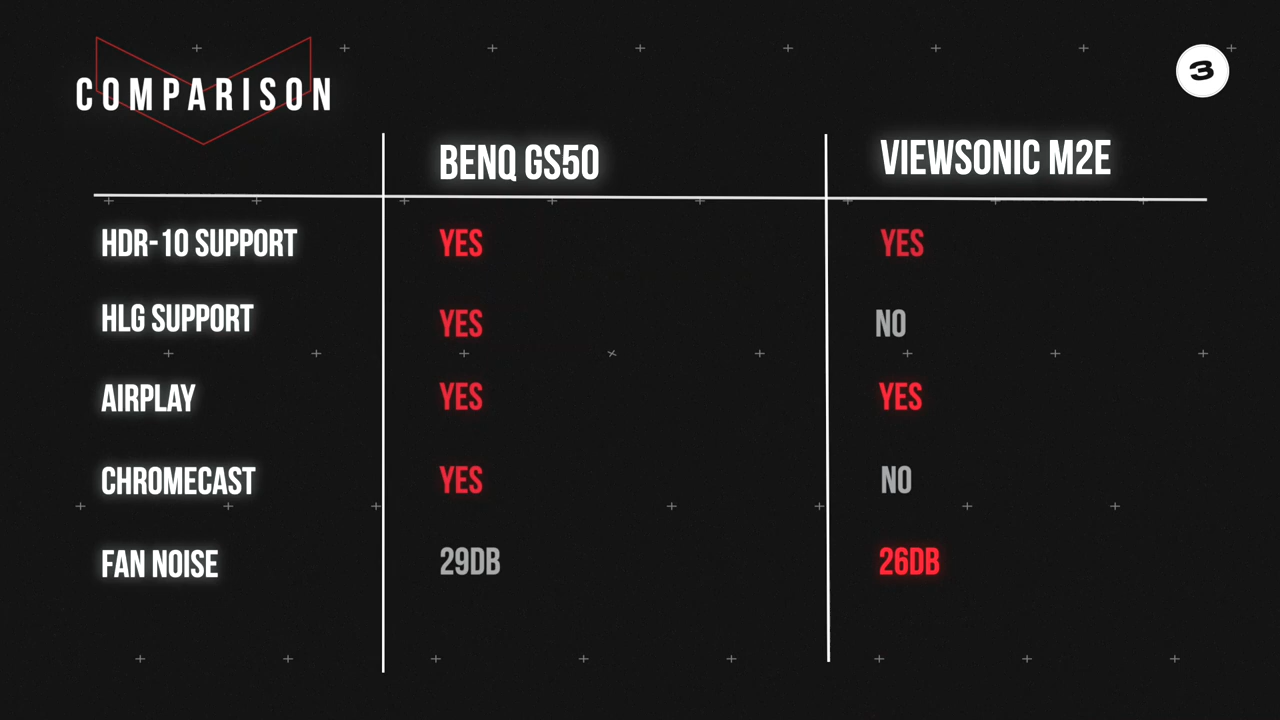 COMPARISON
3
BENQ GS50 VIEWSONIC M2E
HDR-10 SUPPORT YES YES
HLG SUPPORT YES NO
AIRPLAY YES YES
CHROMECAST YES NO
FAN NOISE 29DB 26DB